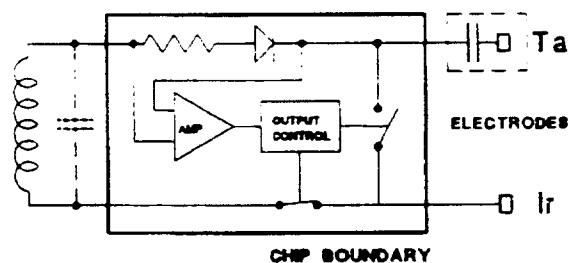 Ta
AMP
OUTPUT
CONTROL
ELECTRODES
Ir
CHIP BOUNDARY